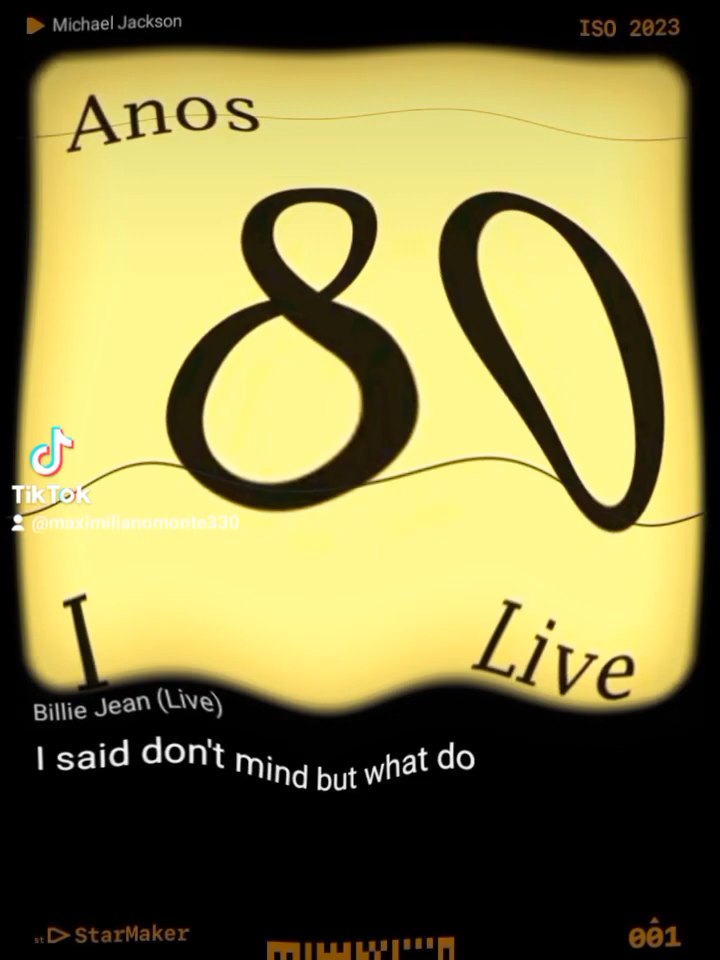 Michael Jackson
ISO 2023
Anos
80
TikTok
@maximilianomonte330
I
Live
Billie Jean (Live)
I said don't mind but what do
st StarMaker
001